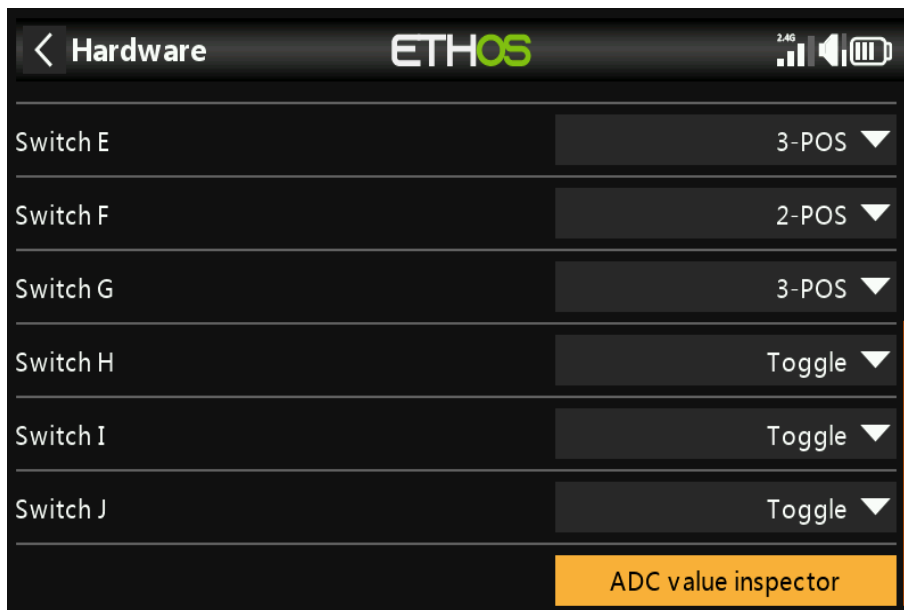 Hardware ETHOS 2.4G
Switch E 3-POS
Switch F 2-POS
Switch G 3-POS
Switch H Toggle
Switch I Toggle
Switch J Toggle
ADC value inspector